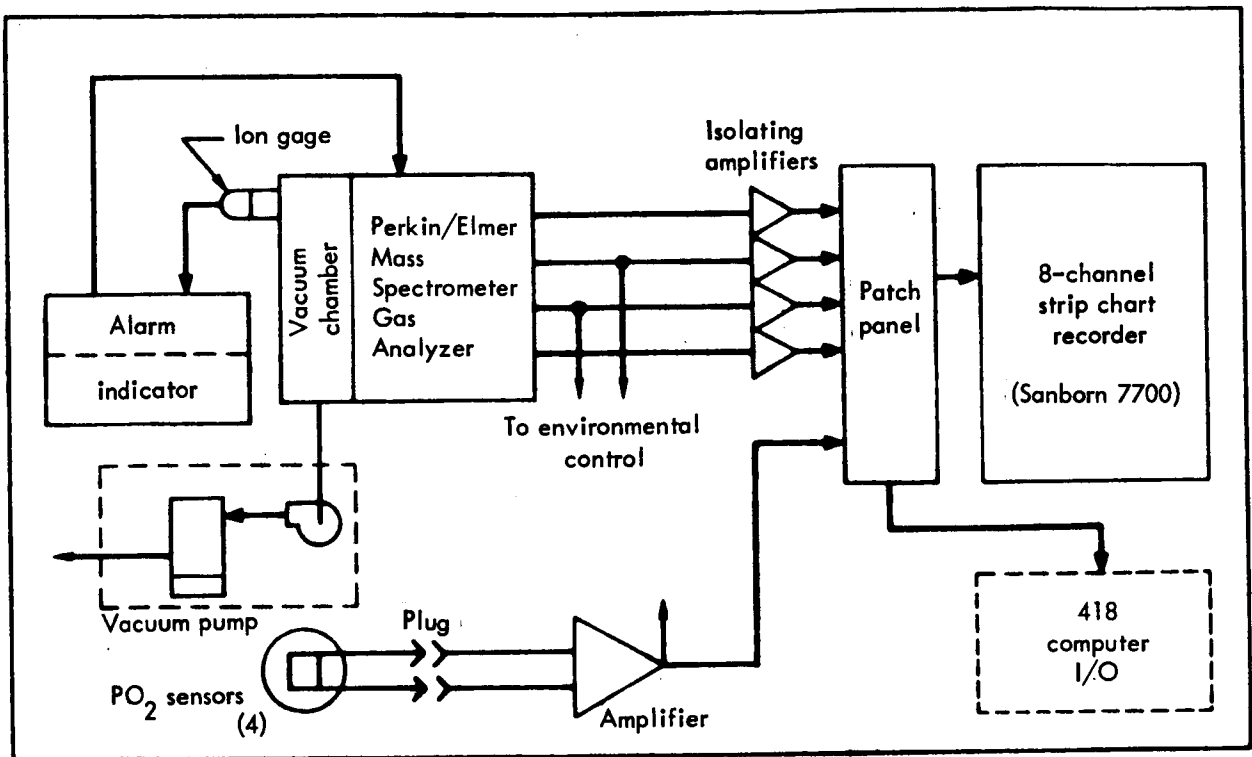 Ion gage
Isolating
amplifiers
Vacuum
chamber
Perkin/Elmer
Mass
Spectrometer
Gas
Analyzer
Patch
panel
8-channel
strip chart
recorder
(Sanborn 7700)
Alarm
indicator
To environmental
control
Vacuum pump
Plug
PO2 sensors
(4)
Amplifier
418
computer
I/O